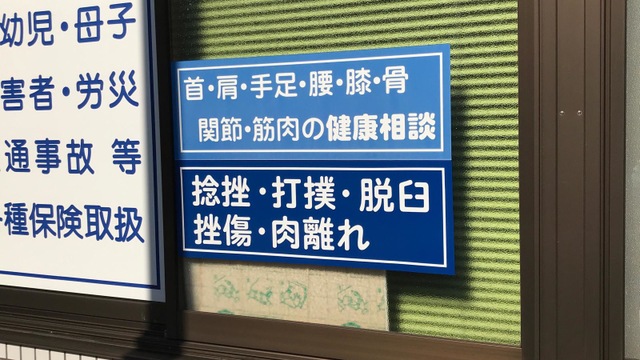 幼児・母子
害者・労災
通事故 等
種保険取扱
首・肩・手足・腰・膝・骨
関節・筋肉の健康相談
捻挫・打撲・脱臼
挫傷・肉離れ